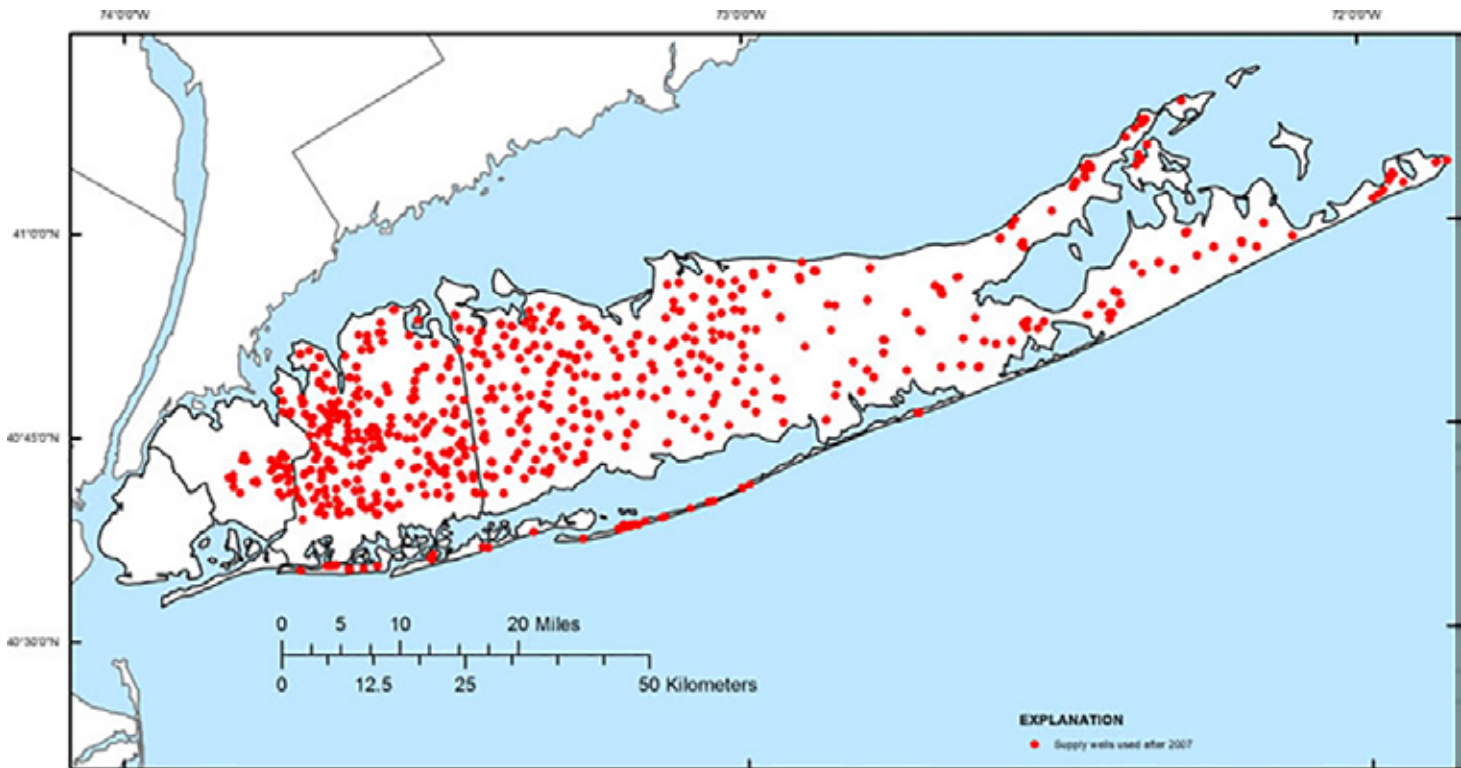 74°0'0"W 73°0'0"W 72°0'0"W
41°0'0"N
40°45'0"N
40°30'0"N
0 5 10 20 Miles
0 12.5 25 50 Kilometers
EXPLANATION
Supply wells used after 2007